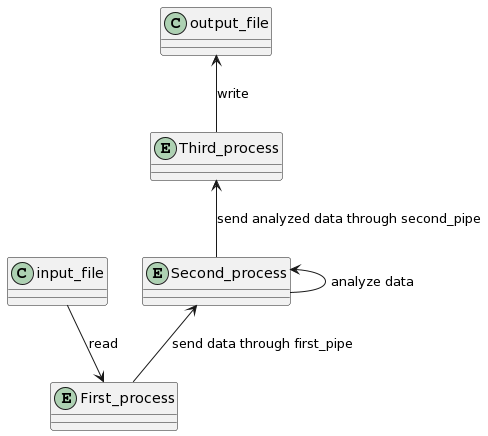 C output_file
write
E Third_process
send analyzed data through second_pipe
C input_file
E Second_process
analyze data
read
send data through first_pipe
E First_process